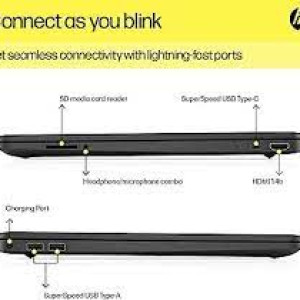 Connect as you blink
et seamless connectivity with lightning-fast ports
hp
SD media card reader
SuperSpeed USB Type-C
Headphone/microphone combo
HDMI 1.4b
Charging Port
SuperSpeed USB Type-A